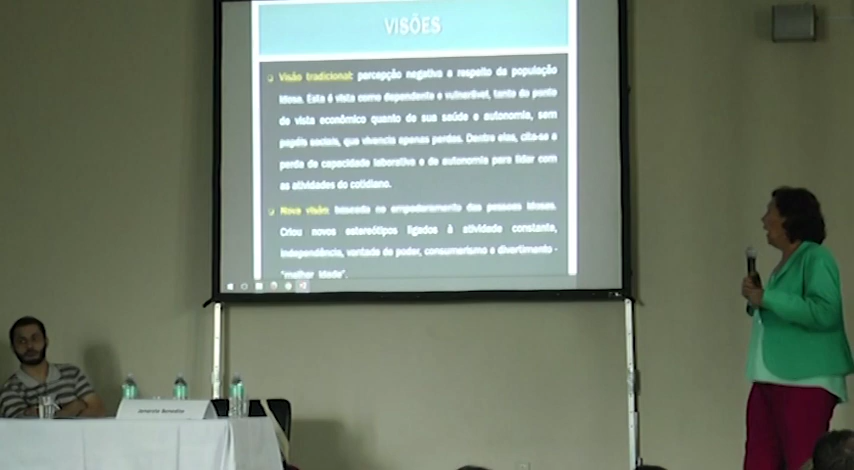 VISÕES
Visão tradicional: percepção negativa a respeito da população
idosa. Esta é vista como dependente e vulnerável, tanto do ponto
de vista econômico quanto de sua saúde e autonomia, sem
papéis sociais, que vivencia apenas perdas. Dentre elas, cita-se a
perda de capacidade laborativa e de autonomia para lidar com
as atividades do cotidiano.
Nova visão: baseada no empoderamento das pessoas idosas.
Criou novos estereótipos ligados à atividade constante,
independência, vontade de poder, consumerismo e divertimento -
"melhor idade".